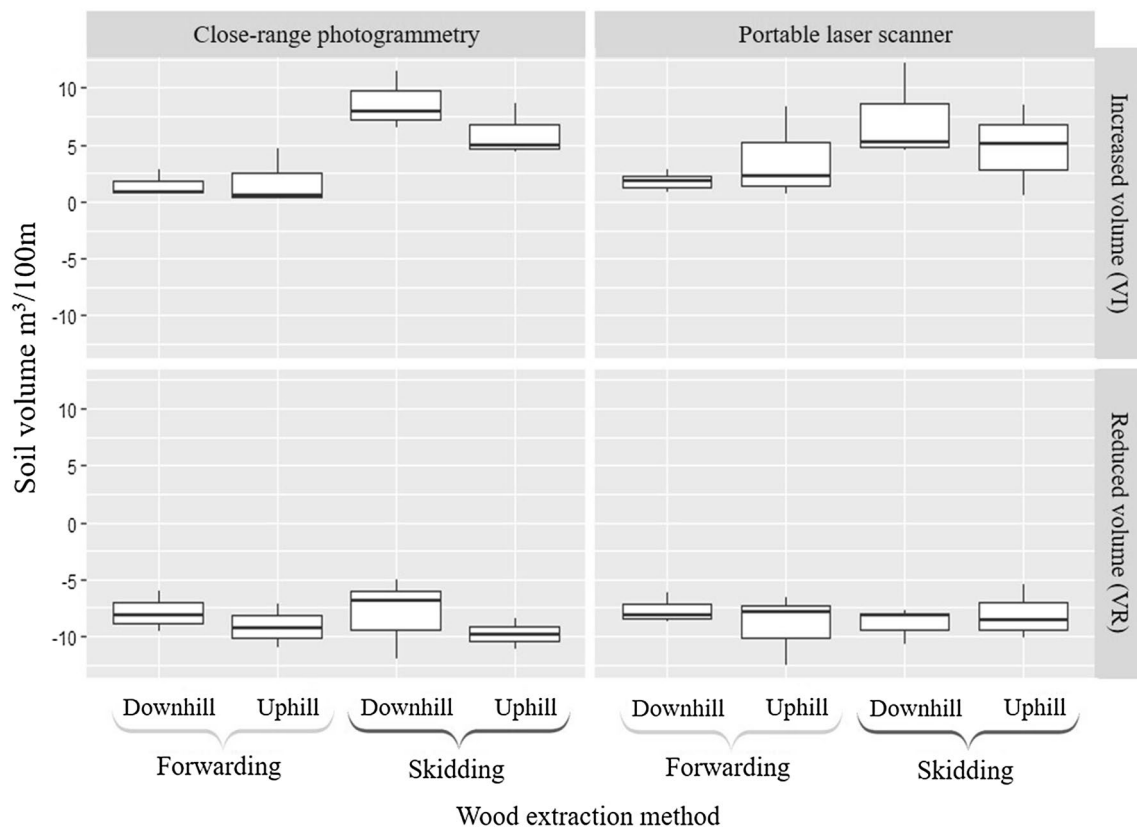 Close-range photogrammetry
Portable laser scanner
Soil volume m³/100m
10
5
0
-5
-10
Increased volume (VI)
10
5
0
-5
-10
Reduced volume (VR)
Downhill Uphill Downhill Uphill Downhill Uphill Downhill Uphill
Forwarding Skidding Forwarding Skidding
Wood extraction method